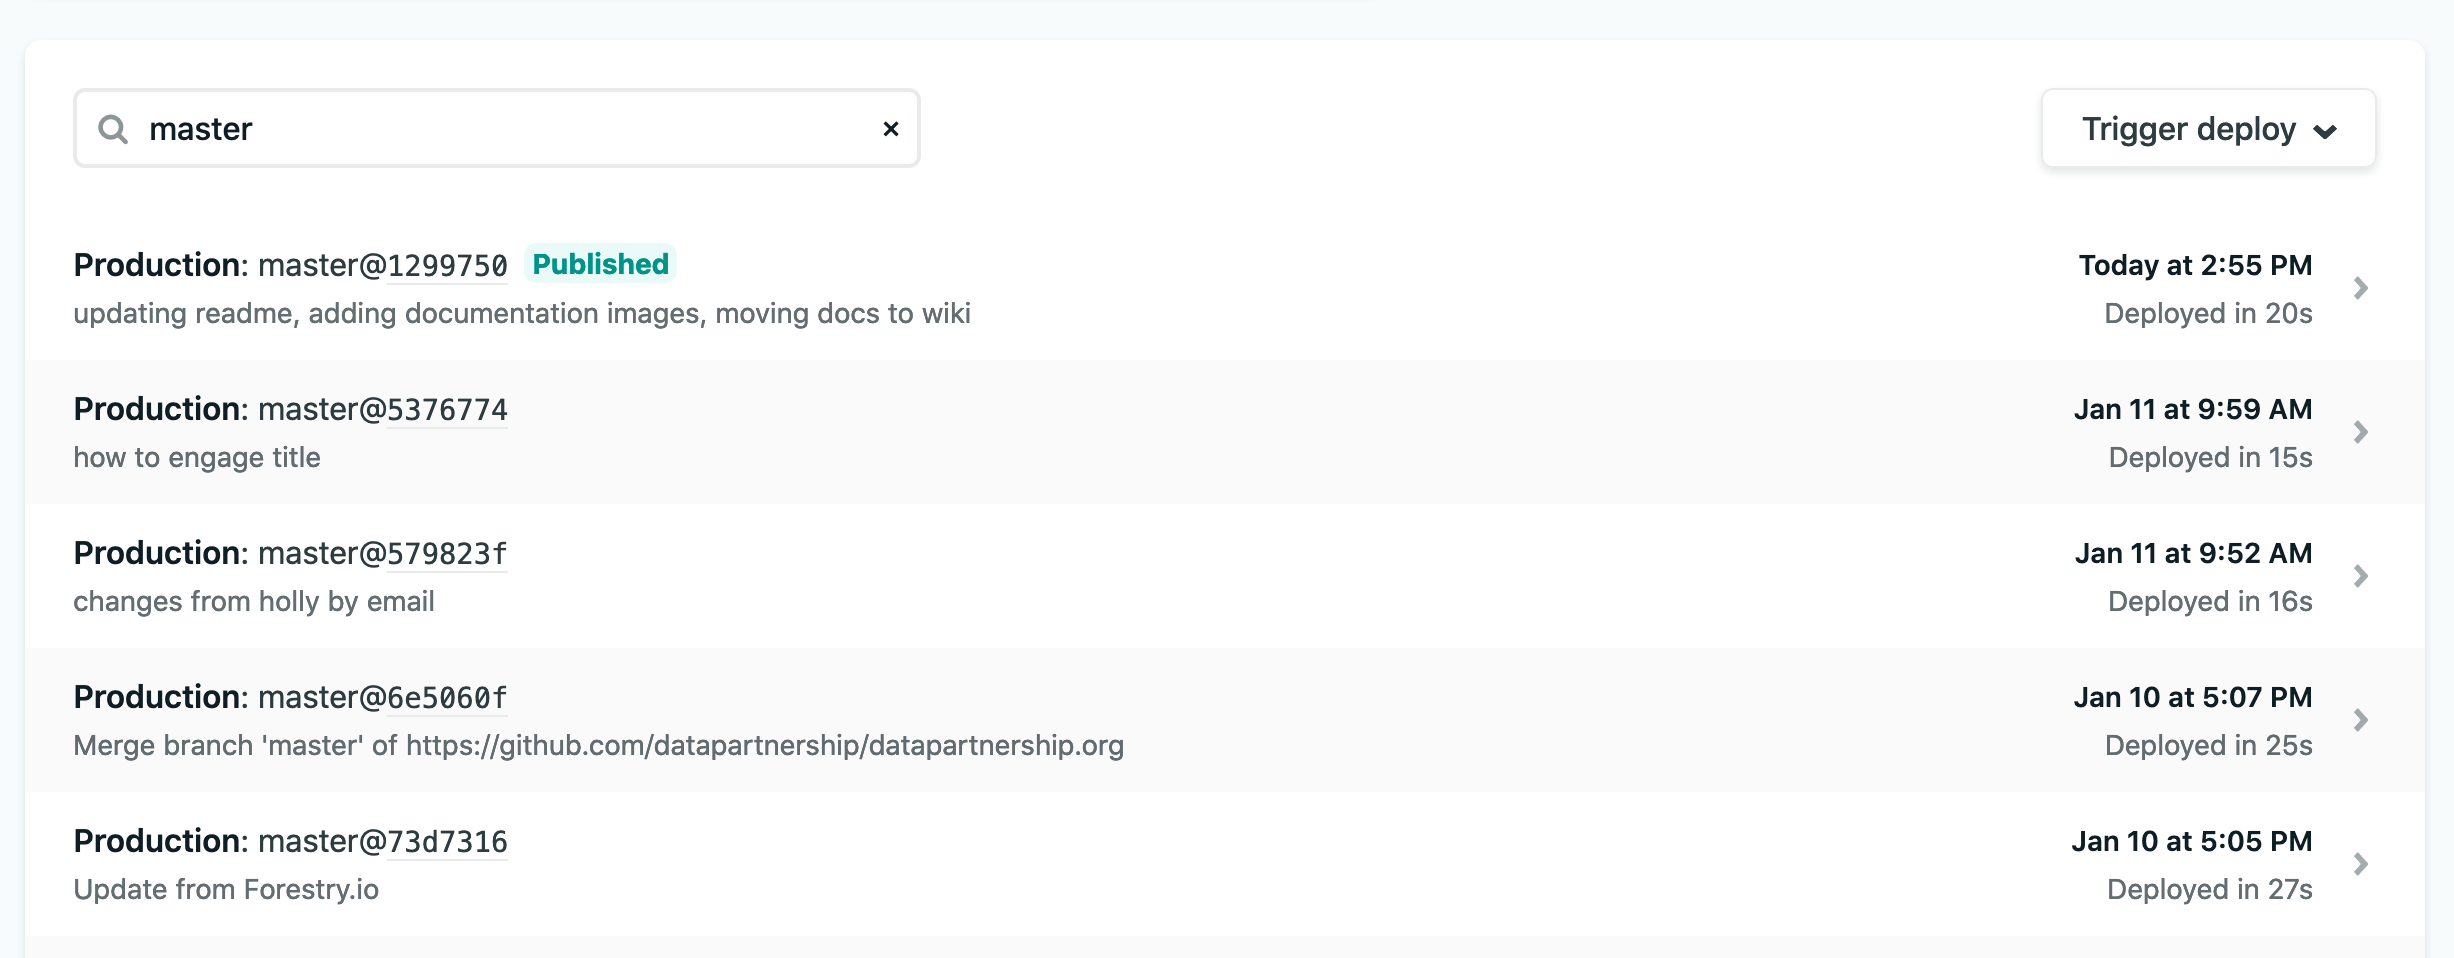 master ×
Trigger deploy
Production: master@1299750 Published
Today at 2:55 PM
updating readme, adding documentation images, moving docs to wiki
Deployed in 20s
Production: master@5376774
Jan 11 at 9:59 AM
how to engage title
Deployed in 15s
Production: master@579823f
Jan 11 at 9:52 AM
changes from holly by email
Deployed in 16s
Production: master@6e5060f
Jan 10 at 5:07 PM
Merge branch 'master' of https://github.com/datapartnership/datapartnership.org
Deployed in 25s
Production: master@73d7316
Jan 10 at 5:05 PM
Update from Forestry.io
Deployed in 27s